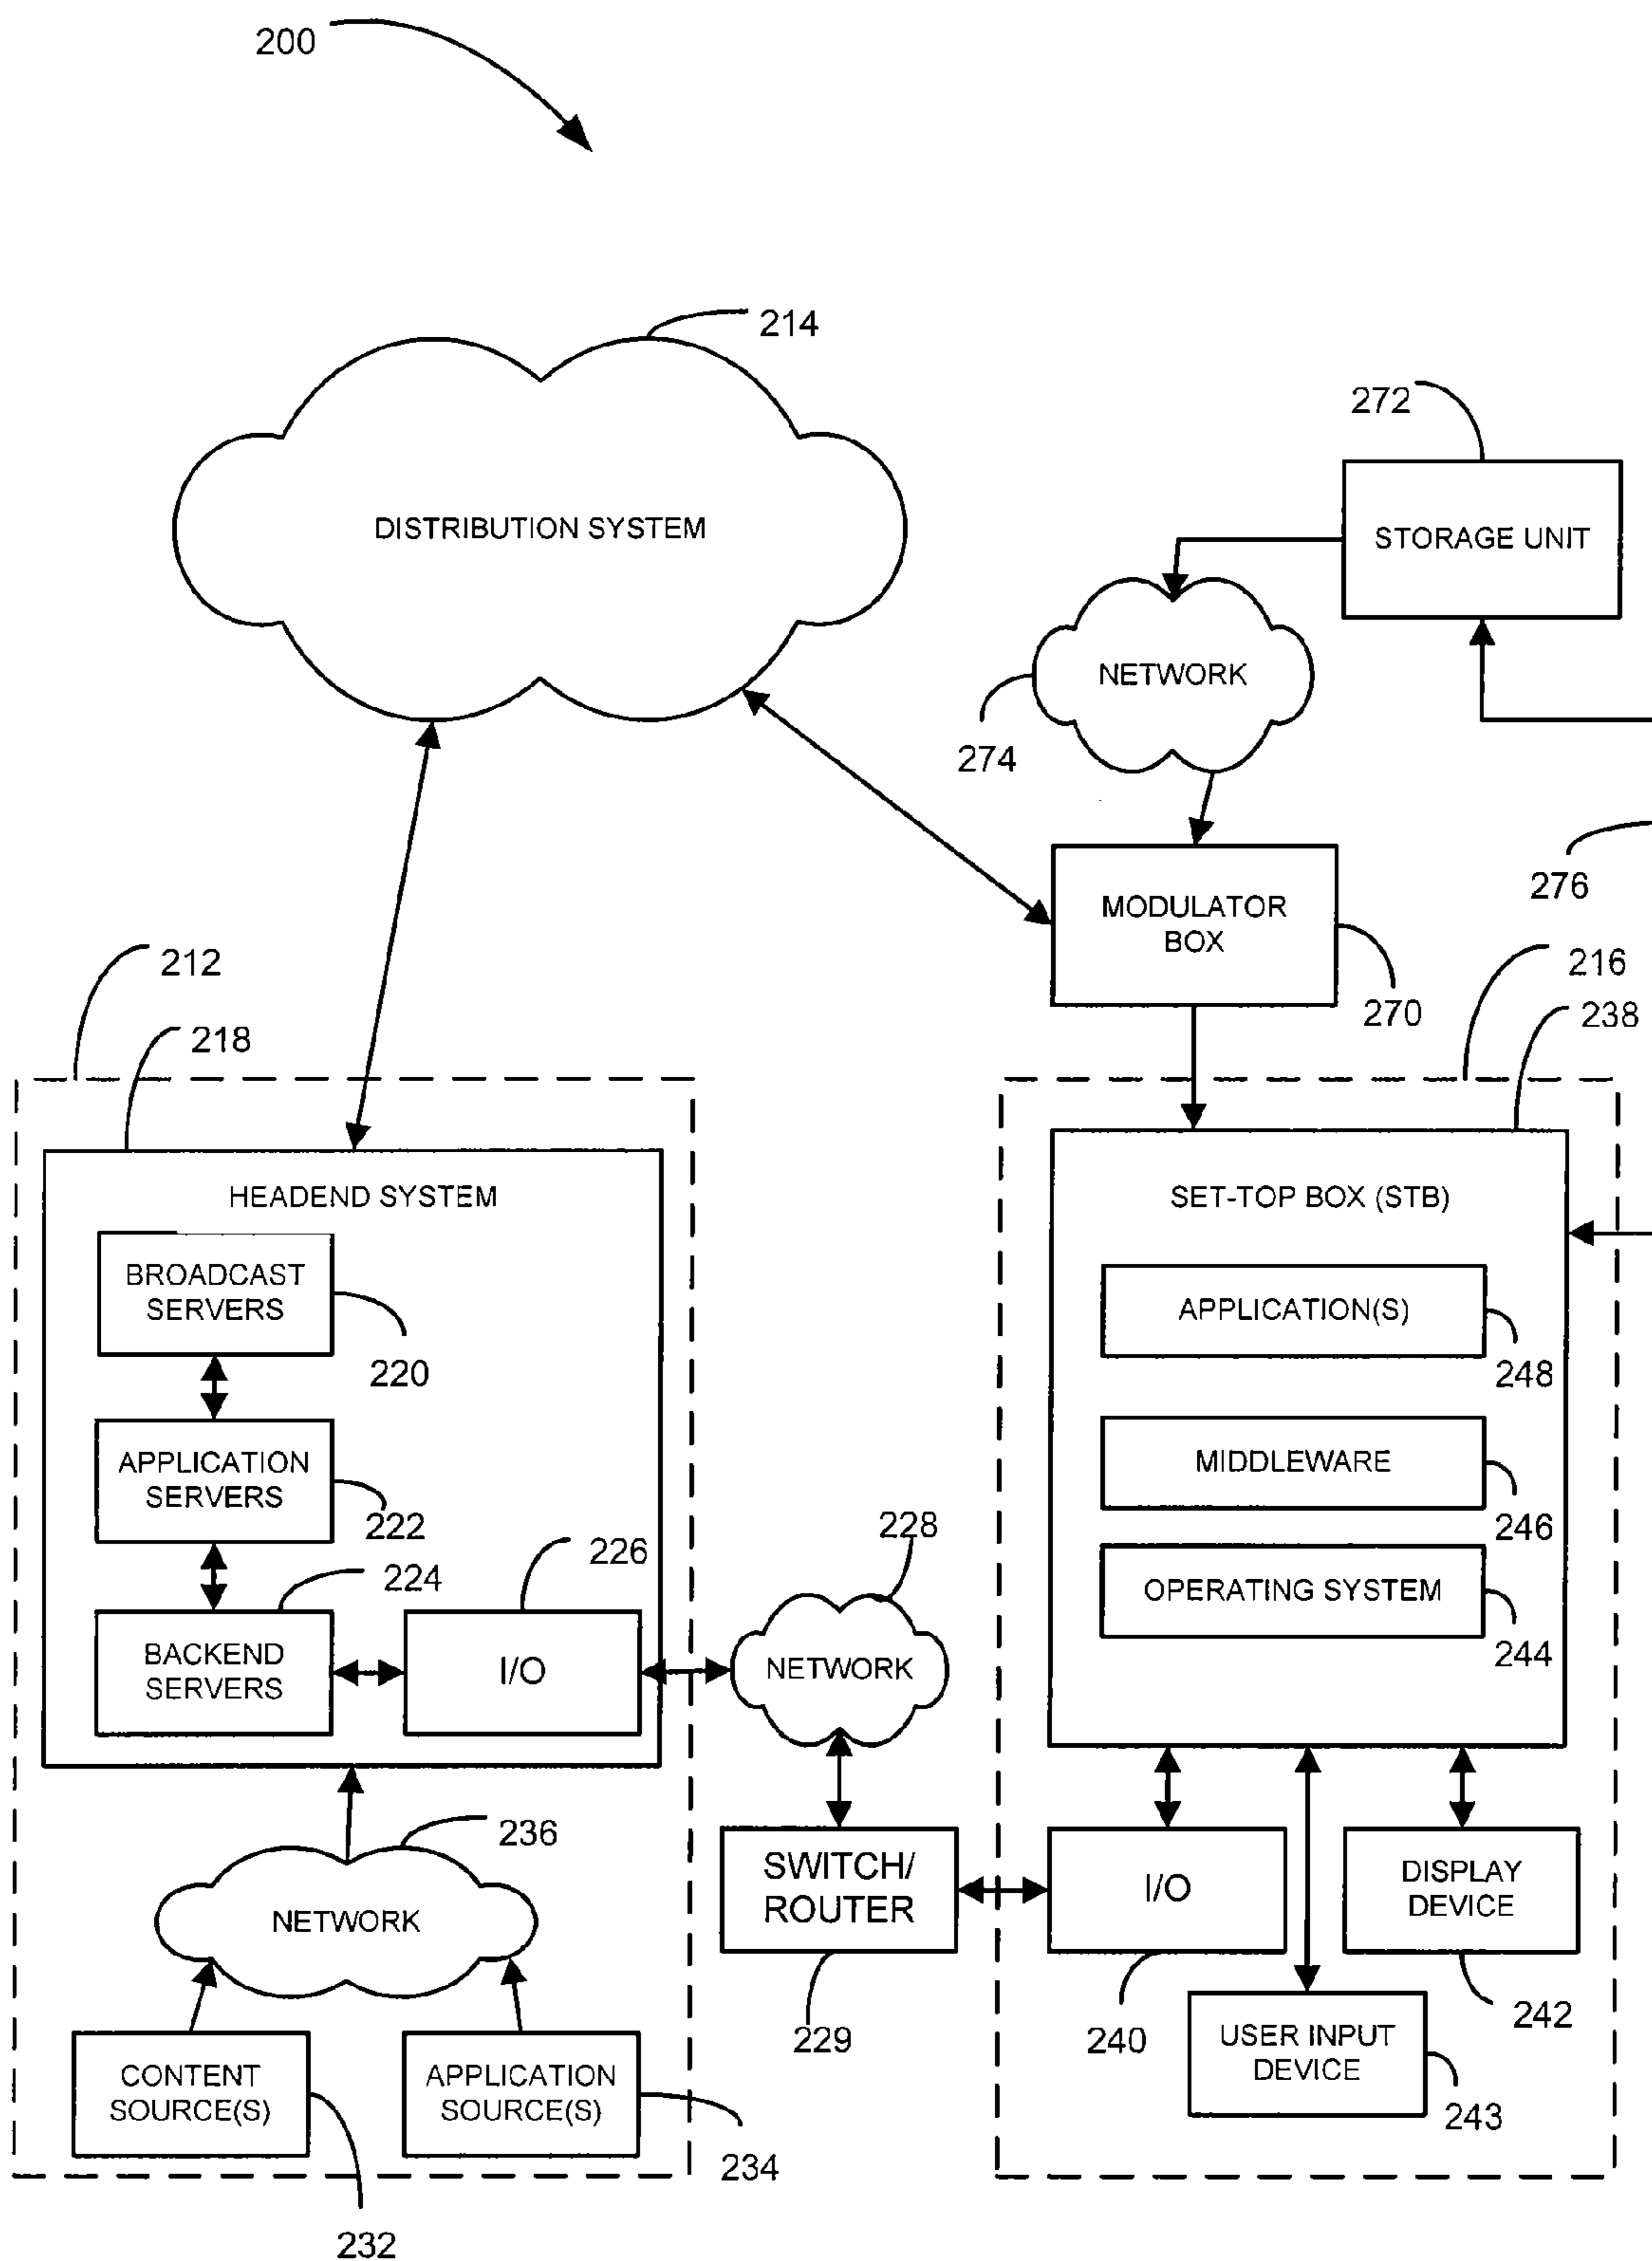 200
214
DISTRIBUTION SYSTEM
272
STORAGE UNIT
NETWORK
274
MODULATOR
BOX
270
276
212
218
216
238
HEADEND SYSTEM
BROADCAST
SERVERS
220
APPLICATION
SERVERS
222
224
226
BACKEND
SERVERS
I/O
228
NETWORK
SET-TOP BOX (STB)
APPLICATION(S)
248
MIDDLEWARE
246
OPERATING SYSTEM
244
236
NETWORK
SWITCH/
ROUTER
229
I/O
240
DISPLAY
DEVICE
242
USER INPUT
DEVICE
243
CONTENT
SOURCE(S)
232
APPLICATION
SOURCE(S)
234